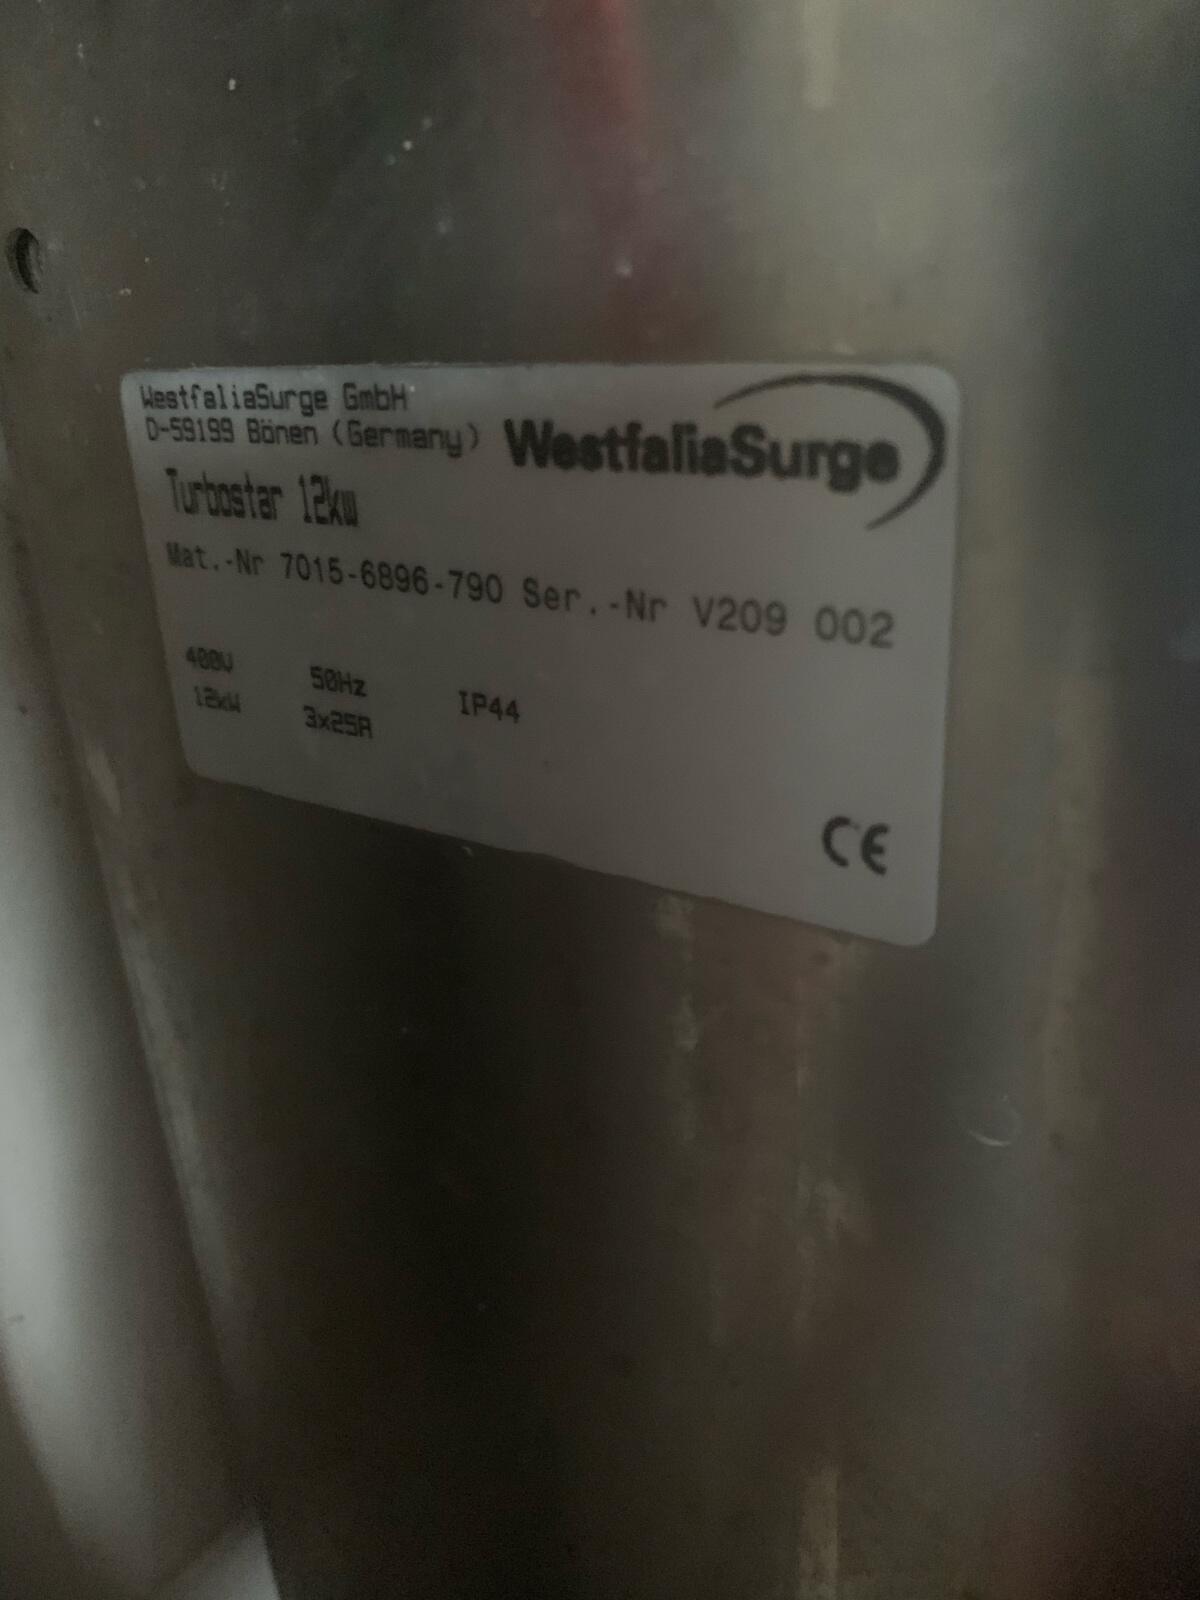 WestfaliaSurge GmbH
D-59199 Bönen (Germany)
WestfaliaSurge
Turbostar 12kw
Mat.-Nr 7015-6896-790 Ser.-Nr V209 002
400V 50Hz IP44
12kW 3x25A
CE